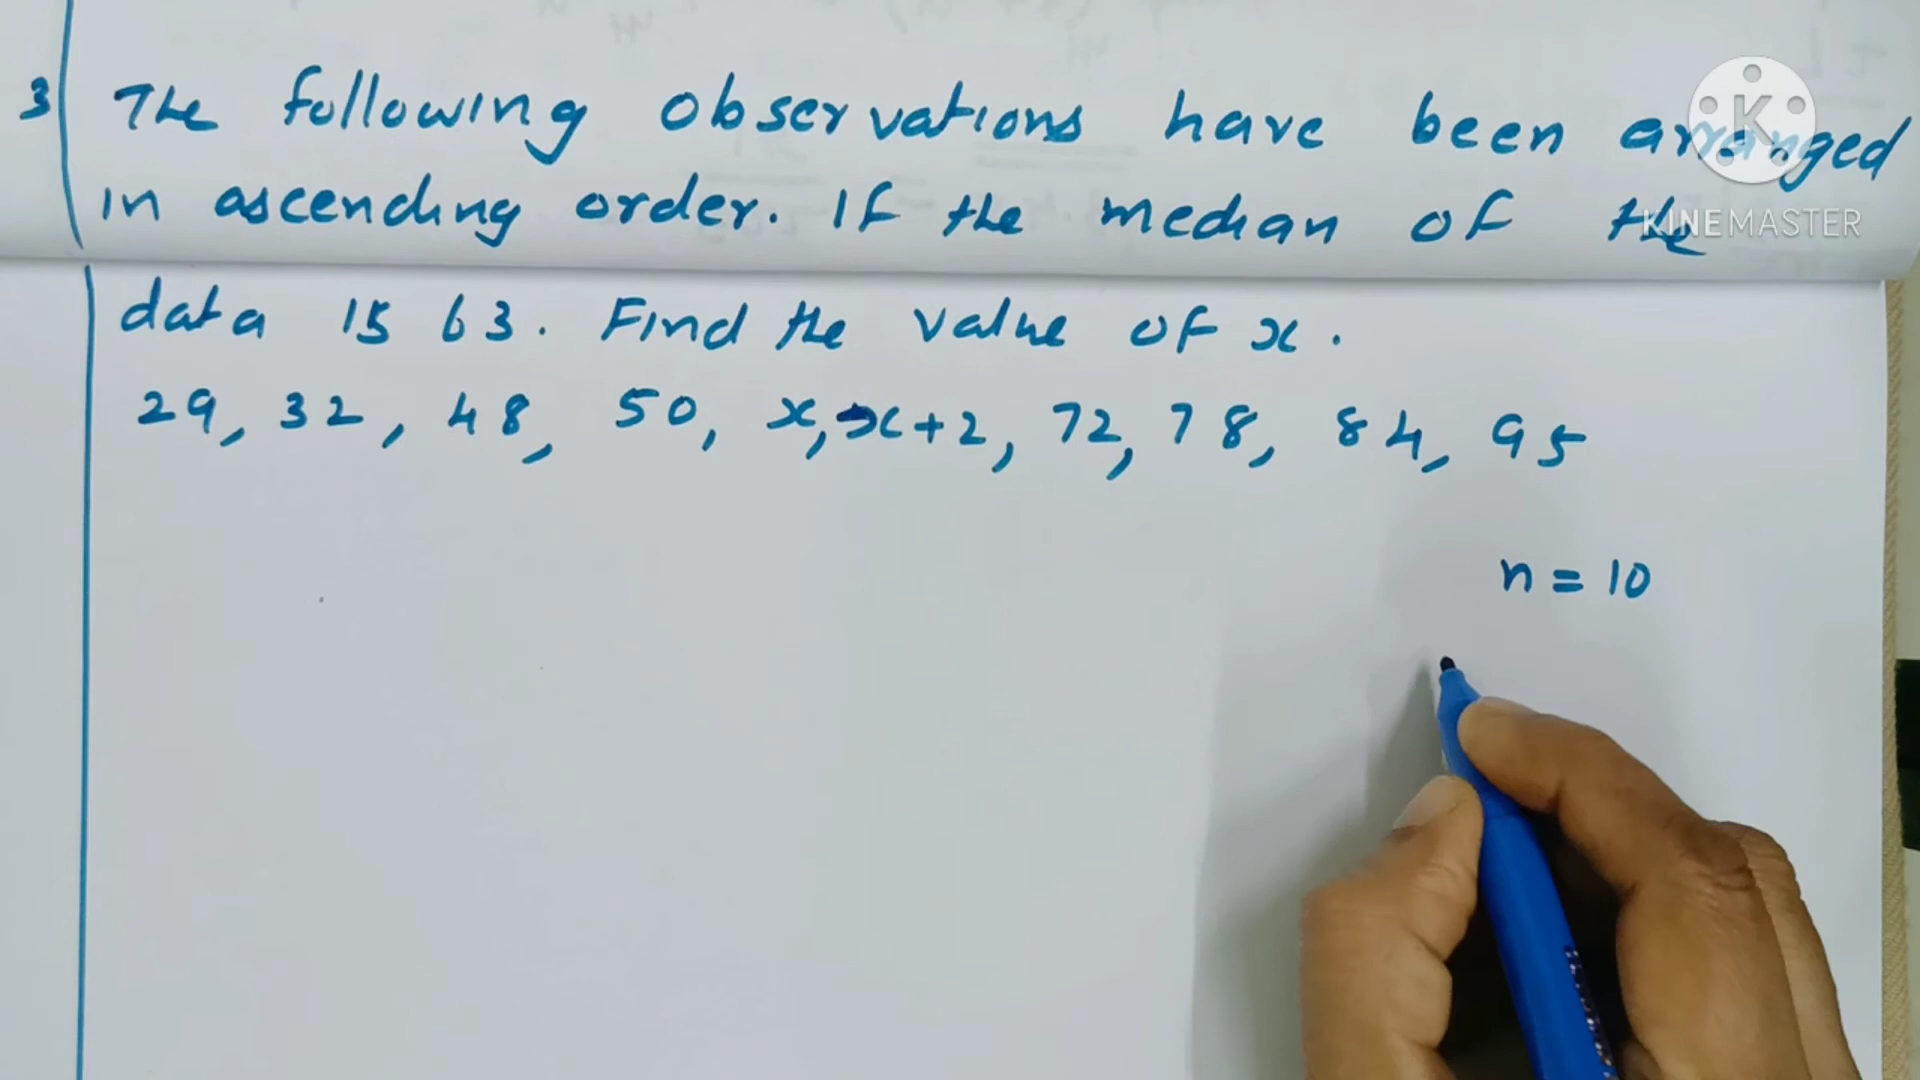 3 The following observations have been arranged
in ascending order. If the median of the
data is 63. Find the value of x.
29, 32, 48, 50, x, x+2, 72, 78, 84, 95
n = 10
K
KINEMASTER